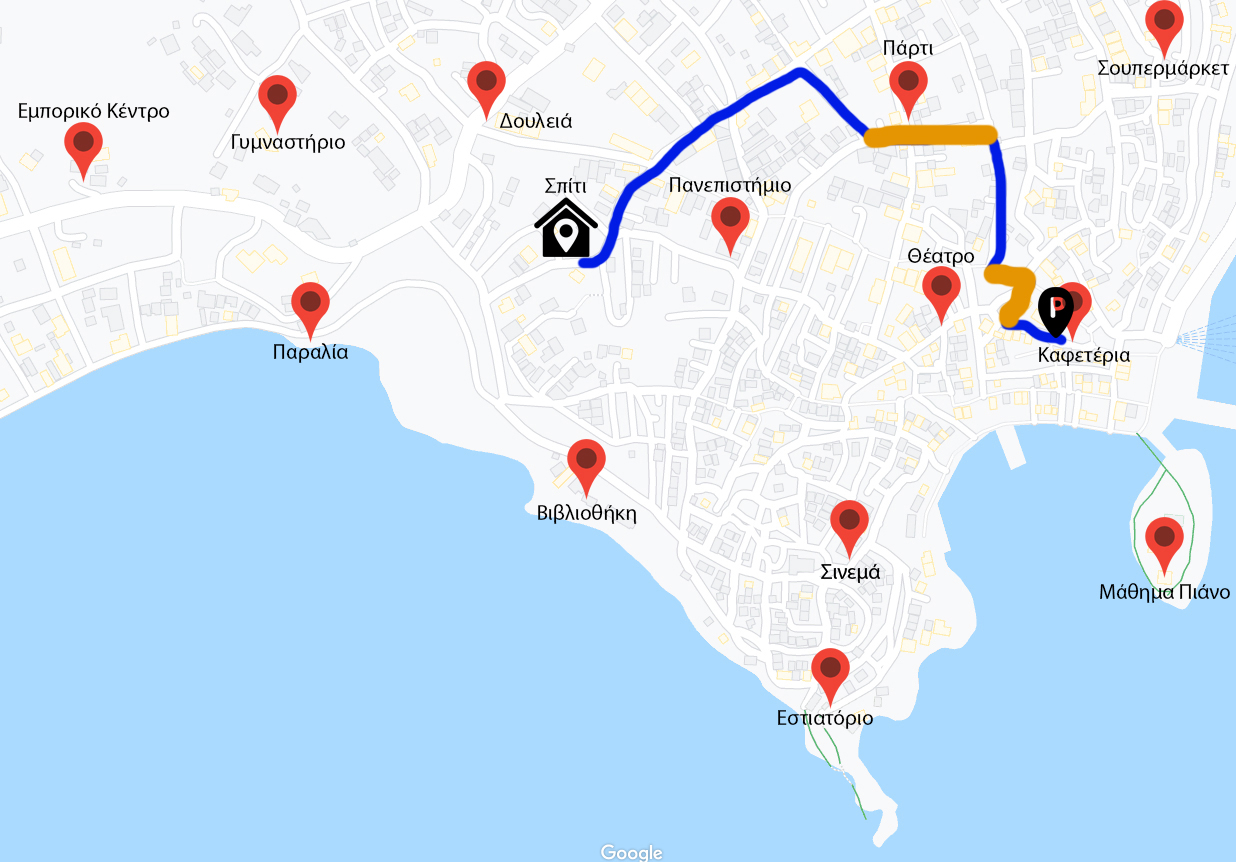 Πάρτι
Σουπερμάρκετ
Εμπορικό Κέντρο
Δουλειά
Γυμναστήριο
Σπίτι
Πανεπιστήμιο
Θέατρο
P
Παραλία
Καφετέρια
Βιβλιοθήκη
Σινεμά
Μάθημα Πιάνο
Εστιατόριο
Google